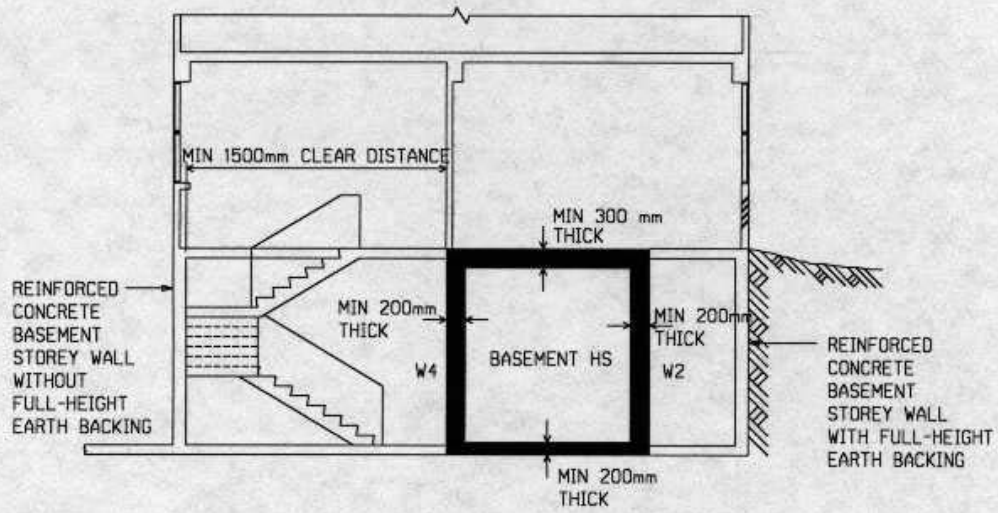 MIN 1500mm CLEAR DISTANCE
MIN 300 mm
THICK
REINFORCED
CONCRETE
BASEMENT
STOREY WALL
WITHOUT
FULL-HEIGHT
EARTH BACKING
MIN 200mm
THICK
W4
BASEMENT HS
MIN 200mm
THICK
W2
REINFORCED
CONCRETE
BASEMENT
STOREY WALL
WITH FULL-HEIGHT
EARTH BACKING
MIN 200mm
THICK